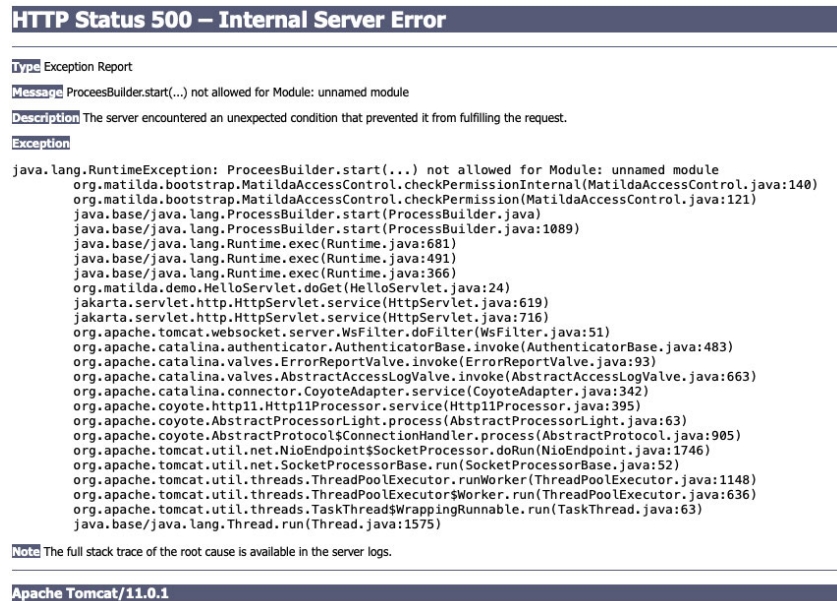 HTTP Status 500 – Internal Server Error
Type Exception Report
Message ProceesBuilder.start(...) not allowed for Module: unnamed module
Description The server encountered an unexpected condition that prevented it from fulfilling the request.
Exception
java.lang.RuntimeException: ProceesBuilder.start(...) not allowed for Module: unnamed module
org.matilda.bootstrap.MatildaAccessControl.checkPermissionInternal(MatildaAccessControl.java:140)
org.matilda.bootstrap.MatildaAccessControl.checkPermission(MatildaAccessControl.java:121)
java.base/java.lang.ProcessBuilder.start(ProcessBuilder.java)
java.base/java.lang.ProcessBuilder.start(ProcessBuilder.java:1089)
java.base/java.lang.Runtime.exec(Runtime.java:681)
java.base/java.lang.Runtime.exec(Runtime.java:491)
java.base/java.lang.Runtime.exec(Runtime.java:366)
org.matilda.demo.HelloServlet.doGet(HelloServlet.java:24)
jakarta.servlet.http.HttpServlet.service(HttpServlet.java:619)
jakarta.servlet.http.HttpServlet.service(HttpServlet.java:716)
org.apache.tomcat.websocket.server.WsFilter.doFilter(WsFilter.java:51)
org.apache.catalina.authenticator.AuthenticatorBase.invoke(AuthenticatorBase.java:483)
org.apache.catalina.valves.ErrorReportValve.invoke(ErrorReportValve.java:93)
org.apache.catalina.valves.AbstractAccessLogValve.invoke(AbstractAccessLogValve.java:663)
org.apache.catalina.connector.CoyoteAdapter.service(CoyoteAdapter.java:342)
org.apache.coyote.http11.Http11Processor.service(Http11Processor.java:395)
org.apache.coyote.AbstractProcessorLight.process(AbstractProcessorLight.java:63)
org.apache.coyote.AbstractProtocol$ConnectionHandler.process(AbstractProtocol.java:905)
org.apache.tomcat.util.net.NioEndpoint$SocketProcessor.doRun(NioEndpoint.java:1746)
org.apache.tomcat.util.net.SocketProcessorBase.run(SocketProcessorBase.java:52)
org.apache.tomcat.util.threads.ThreadPoolExecutor.runWorker(ThreadPoolExecutor.java:1148)
org.apache.tomcat.util.threads.ThreadPoolExecutor$Worker.run(ThreadPoolExecutor.java:636)
org.apache.tomcat.util.threads.TaskThread$WrappingRunnable.run(TaskThread.java:63)
java.base/java.lang.Thread.run(Thread.java:1575)
Note The full stack trace of the root cause is available in the server logs.
Apache Tomcat/11.0.1